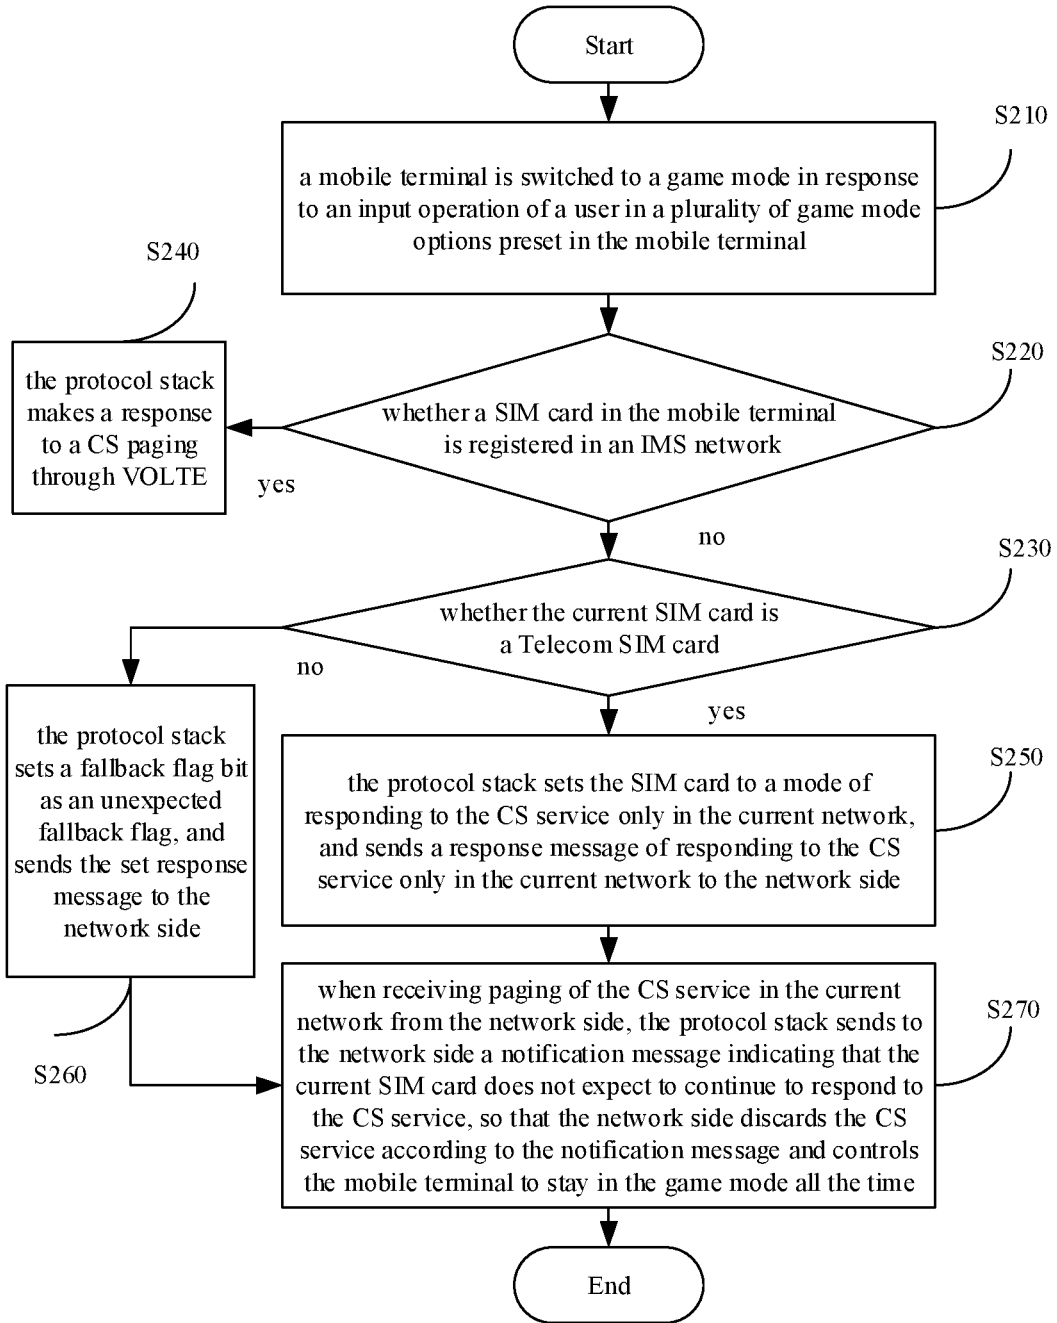 Start
S210
a mobile terminal is switched to a game mode in response
to an input operation of a user in a plurality of game mode
options preset in the mobile terminal
S240
S220
the protocol stack
makes a response
to a CS paging
through VOLTE
whether a SIM card in the mobile terminal
is registered in an IMS network
yes
no
S230
whether the current SIM card is
a Telecom SIM card
no
yes
the protocol stack
sets a fallback flag bit
as an unexpected
fallback flag, and
sends the set response
message to the
network side
S250
the protocol stack sets the SIM card to a mode of
responding to the CS service only in the current network,
and sends a response message of responding to the CS
service only in the current network to the network side
S260
S270
when receiving paging of the CS service in the current
network from the network side, the protocol stack sends to
the network side a notification message indicating that the
current SIM card does not expect to continue to respond to
the CS service, so that the network side discards the CS
service according to the notification message and controls
the mobile terminal to stay in the game mode all the time
End